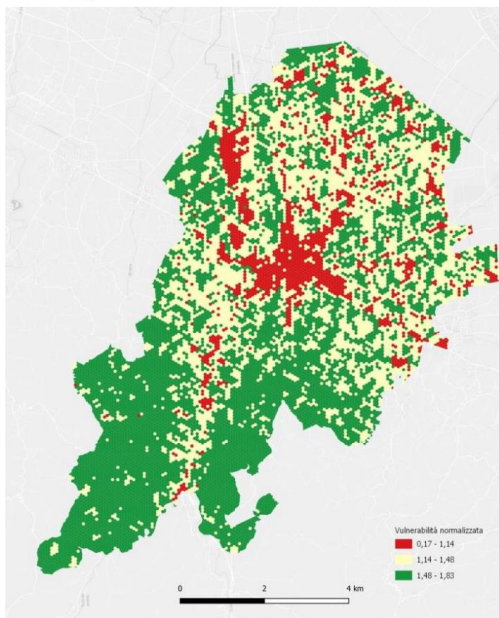 Vulnerabilità normalizzata
0,17 - 1,14
1,14 - 1,48
1,48 - 1,83
0 2 4 km